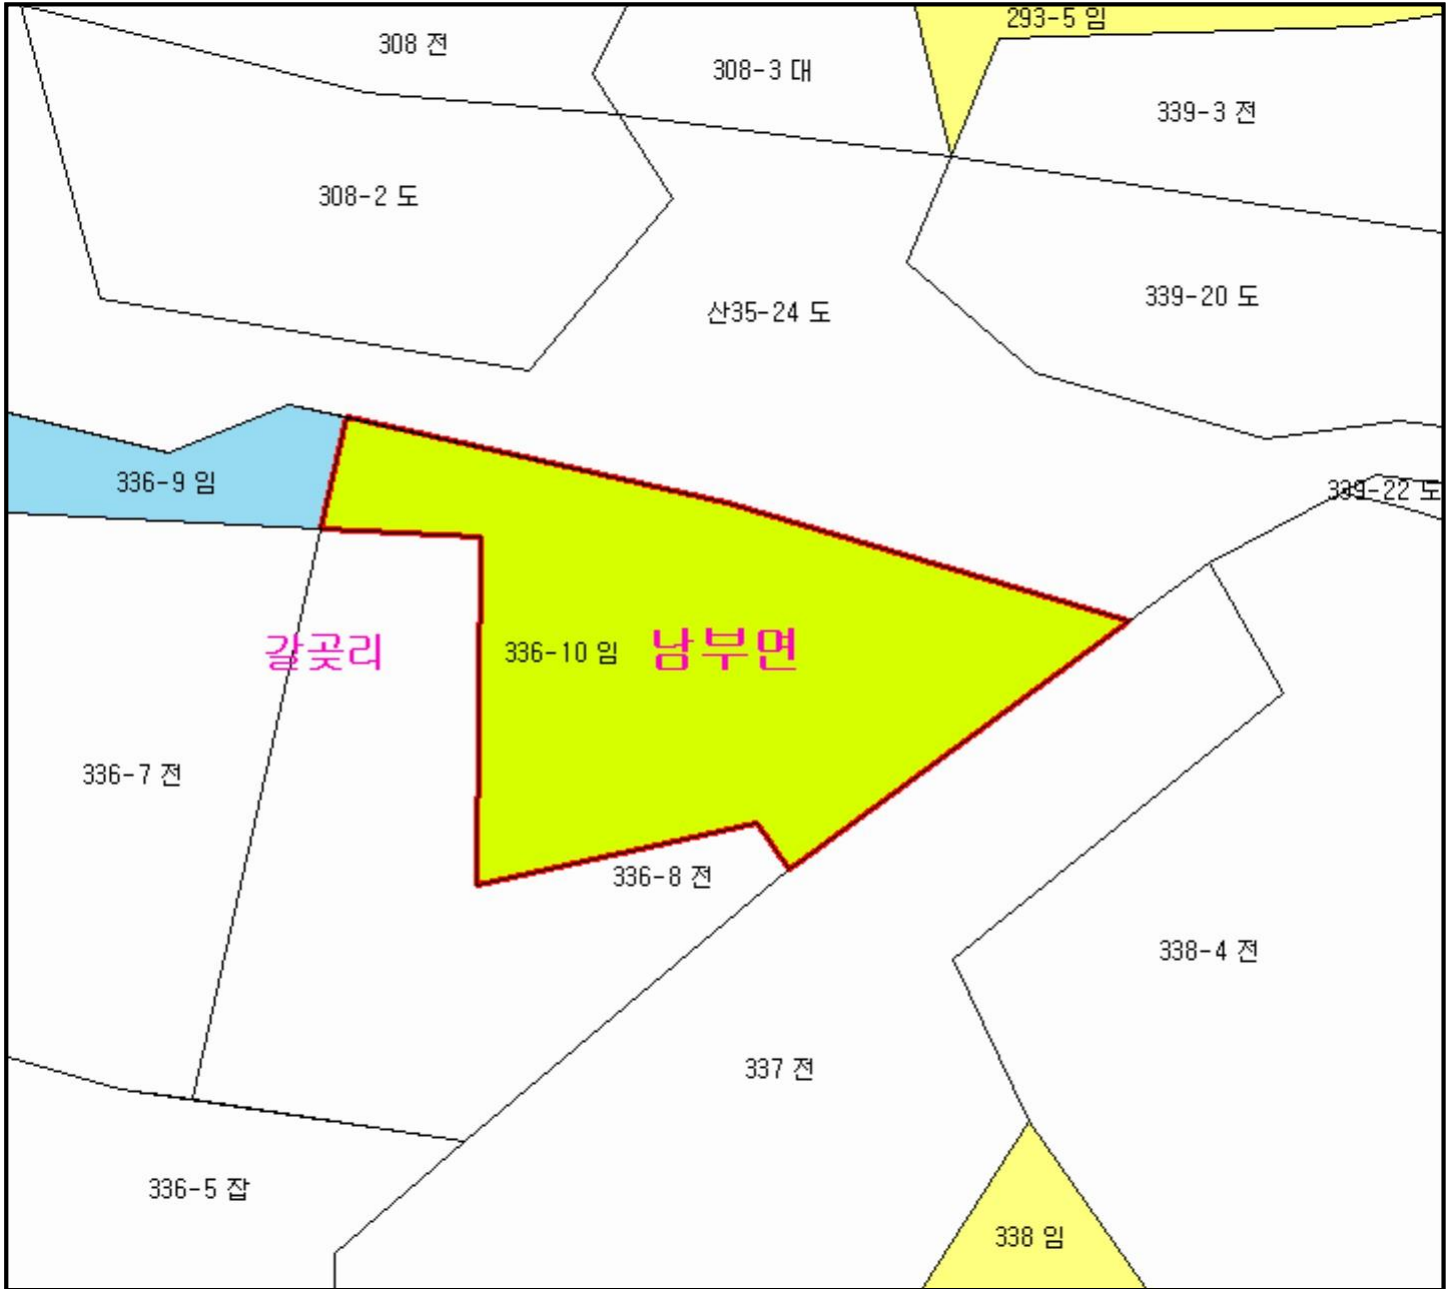 293-5 임
308 전
308-3 대
339-3 전
308-2 도
339-20 도
산35-24 도
336-9 임
339-22 도
갈곶리
336-10 임
남부면
336-7 전
336-8 전
338-4 전
337 전
336-5 잡
338 임